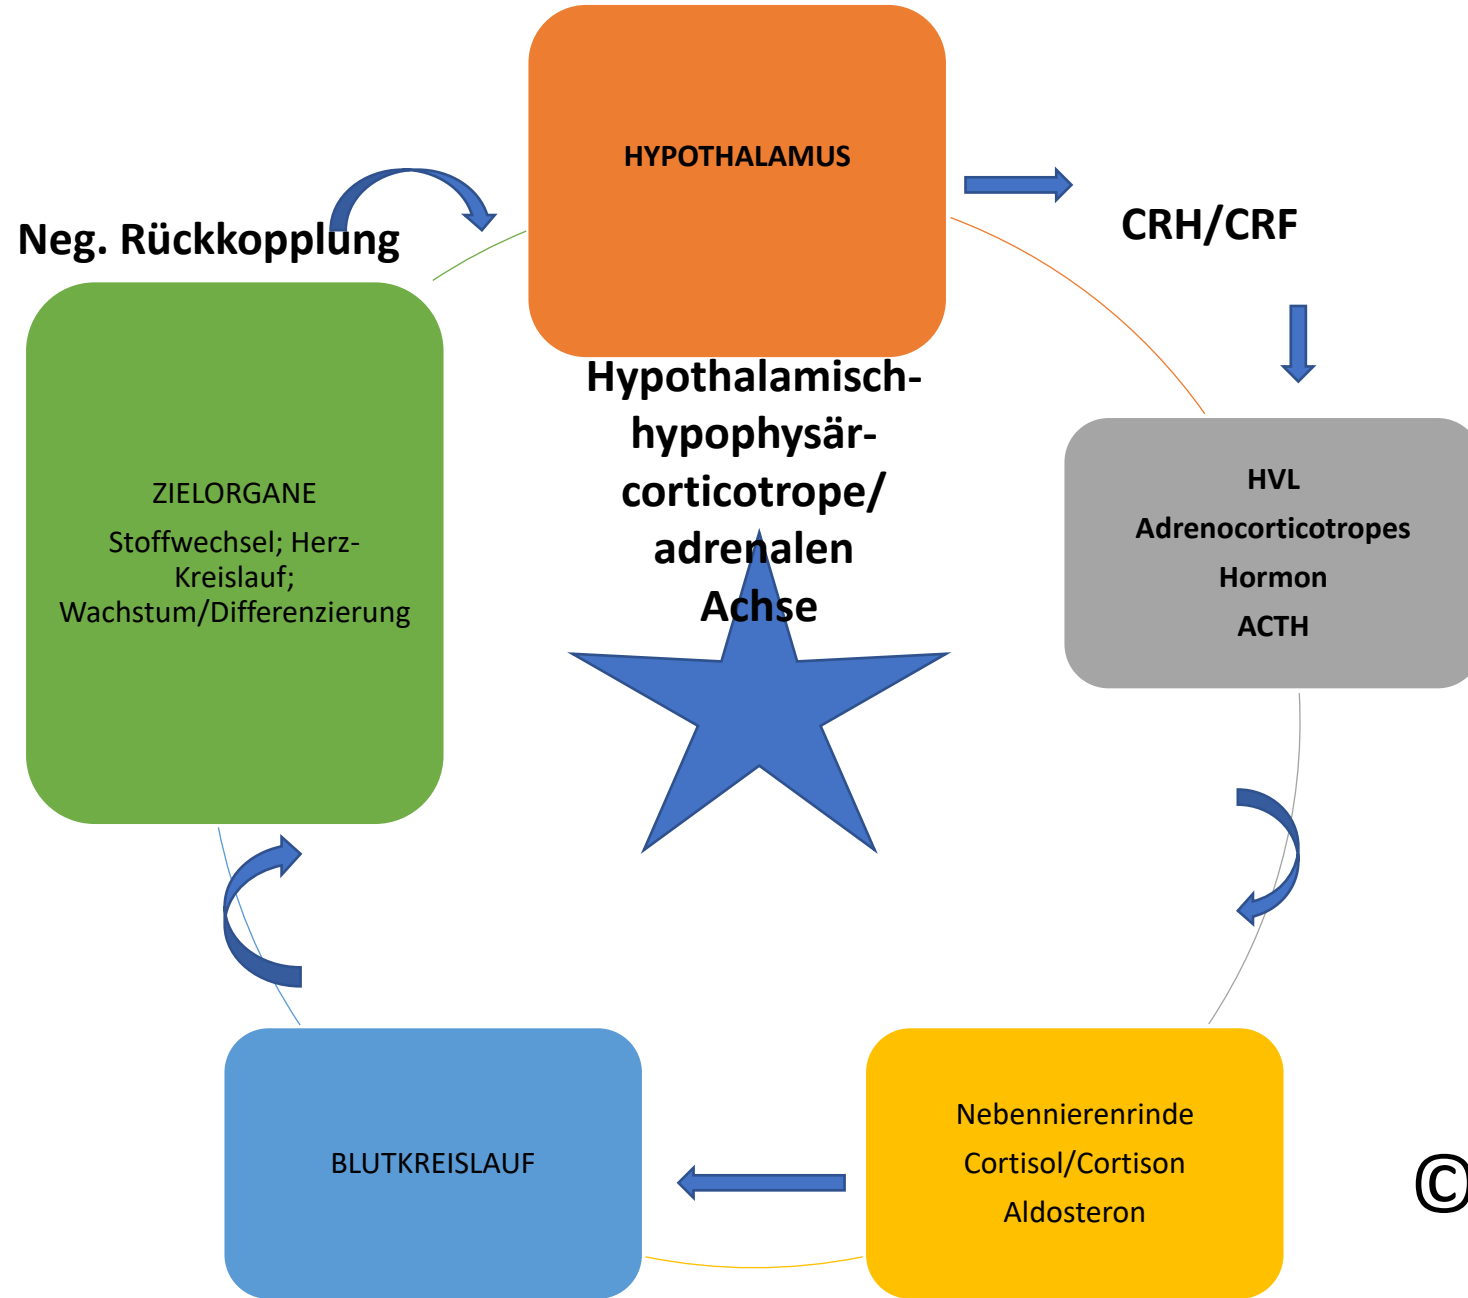 HYPOTHALAMUS
Neg. Rückkopplung
CRH/CRF
Hypothalamisch-
hypophysär-
corticotrope/
adrenalen
Achse
ZIELORGANE
Stoffwechsel; Herz-
Kreislauf;
Wachstum/Differenzierung
HVL
Adrenocorticotropes
Hormon
ACTH
Nebennierenrinde
Cortisol/Cortison
Aldosteron
BLUTKREISLAUF
©